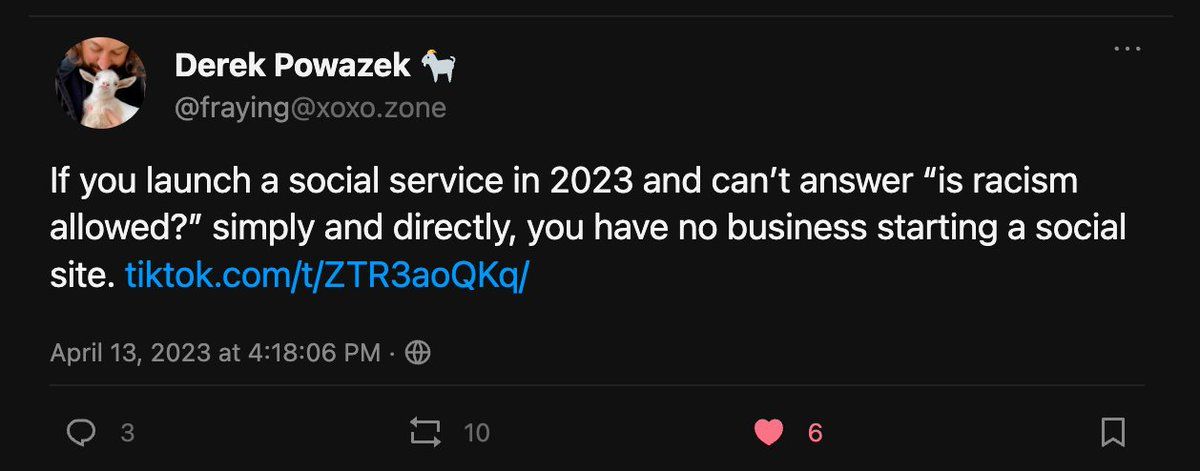 Derek Powazek 🐐
@fraying@xoxo.zone
If you launch a social service in 2023 and can’t answer “is racism
allowed?” simply and directly, you have no business starting a social
site. tiktok.com/t/ZTR3aoQKq/
April 13, 2023 at 4:18:06 PM ·
3 10 6